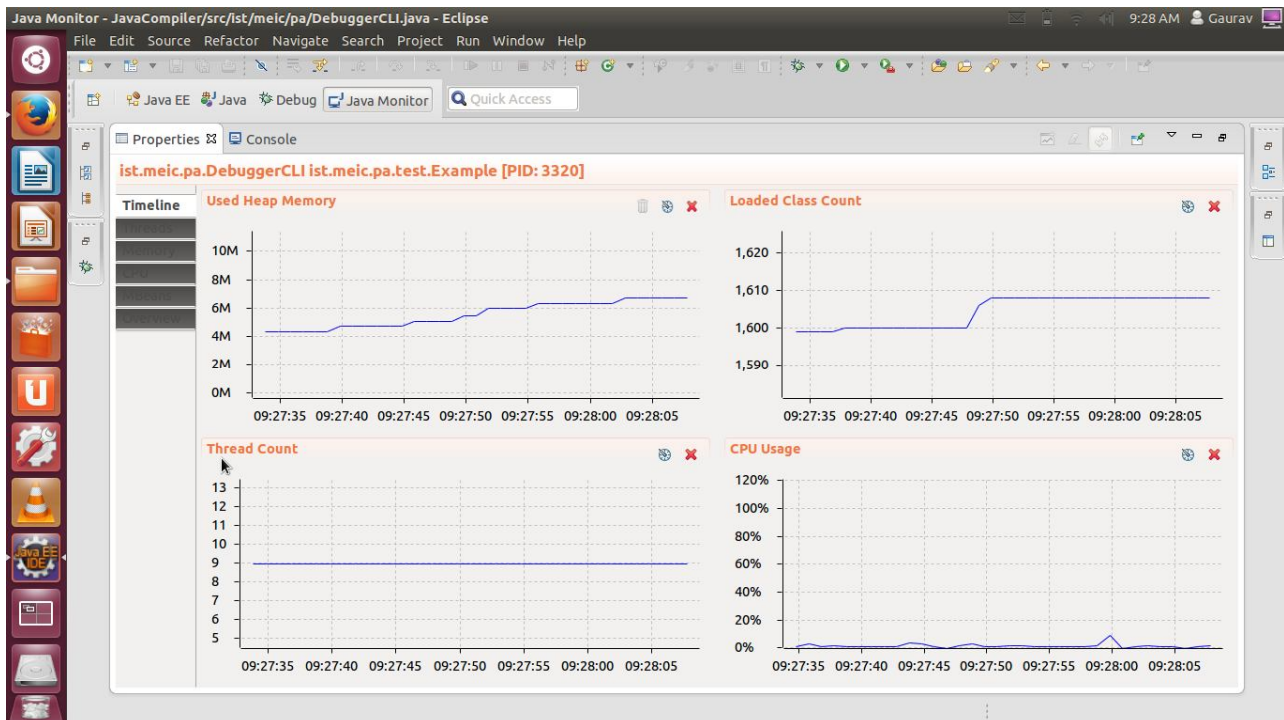 Java Monitor - JavaCompiler/src/ist/meic/pa/DebuggerCLI.java - Eclipse
9:28 AM Gaurav
File Edit Source Refactor Navigate Search Project Run Window Help
Java EE Java Debug Java Monitor Quick Access
Properties Console
ist.meic.pa.DebuggerCLI ist.meic.pa.test.Example [PID: 3320]
Timeline
Threads
Memory
CPU
MBeans
Overview
Used Heap Memory
10M
8M
6M
4M
2M
0M
09:27:35 09:27:40 09:27:45 09:27:50 09:27:55 09:28:00 09:28:05
Loaded Class Count
1,620
1,610
1,600
1,590
09:27:35 09:27:40 09:27:45 09:27:50 09:27:55 09:28:00 09:28:05
Thread Count
13
12
11
10
9
8
7
6
5
09:27:35 09:27:40 09:27:45 09:27:50 09:27:55 09:28:00 09:28:05
CPU Usage
120%
100%
80%
60%
40%
20%
0%
09:27:35 09:27:40 09:27:45 09:27:50 09:27:55 09:28:00 09:28:05
Java EE
IDE